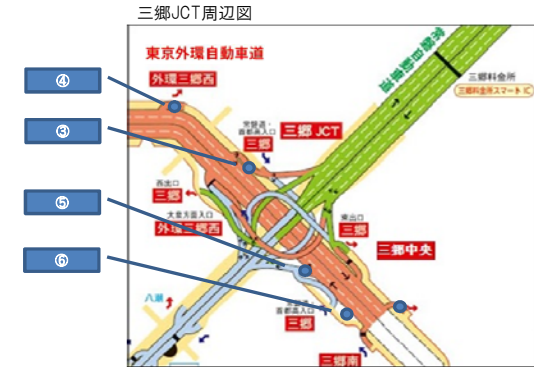 三郷JCT周辺図
東京外環自動車道
常磐自動車道
④
外環三郷西
三郷料金所
三郷料金所スマートIC
③
常磐道・
首都高入口
三郷
三郷 JCT
西出口
三郷
⑤
大泉方面入口
外環三郷西
東出口
三郷
三郷中央
⑥
八潮
常磐道・
首都高入口
三郷
三郷南